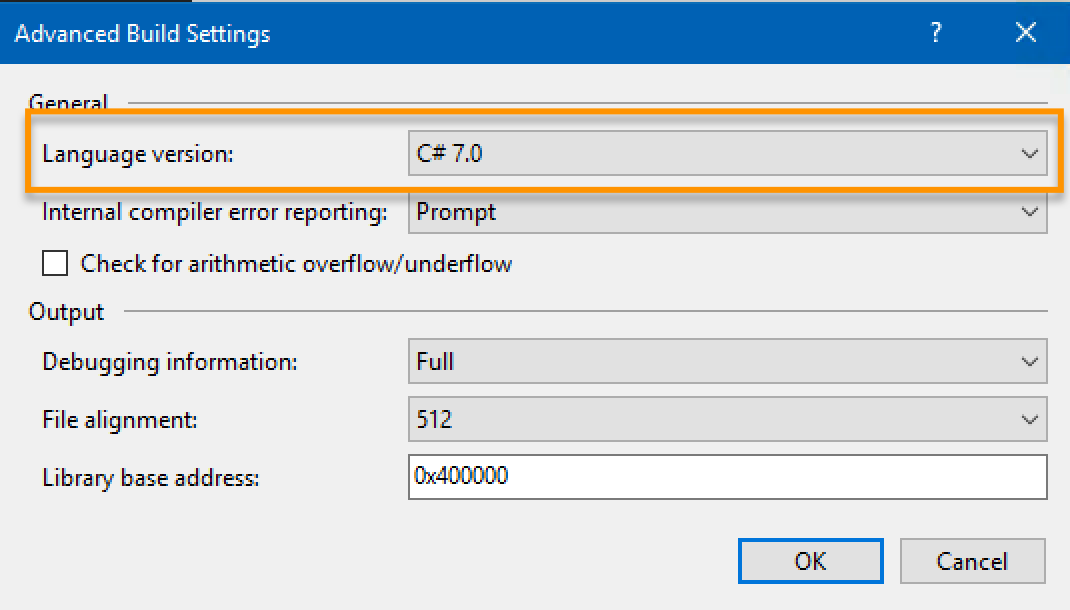 Advanced Build Settings ?
General
Language version: C# 7.0
Internal compiler error reporting: Prompt
Check for arithmetic overflow/underflow
Output
Debugging information: Full
File alignment: 512
Library base address: 0x400000
OK Cancel